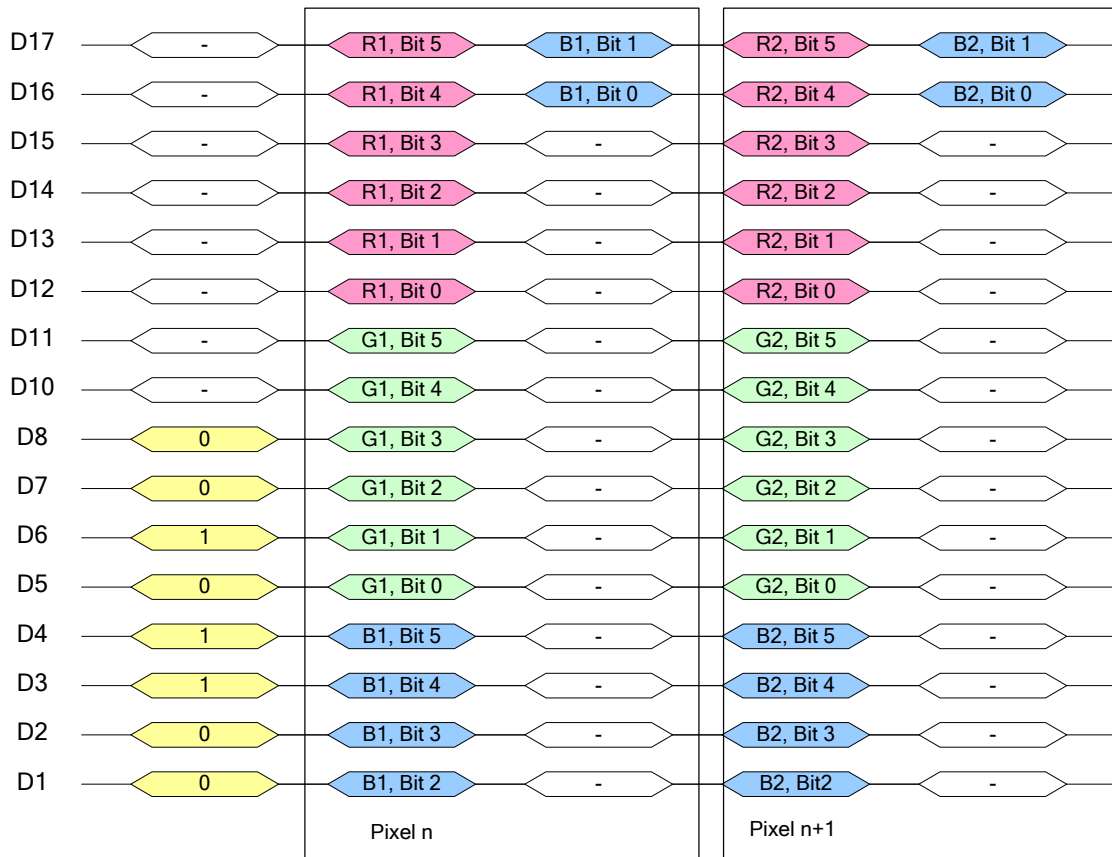 D17 - R1, Bit 5 B1, Bit 1 R2, Bit 5 B2, Bit 1
D16 - R1, Bit 4 B1, Bit 0 R2, Bit 4 B2, Bit 0
D15 - R1, Bit 3 - R2, Bit 3 -
D14 - R1, Bit 2 - R2, Bit 2 -
D13 - R1, Bit 1 - R2, Bit 1 -
D12 - R1, Bit 0 - R2, Bit 0 -
D11 - G1, Bit 5 - G2, Bit 5 -
D10 - G1, Bit 4 - G2, Bit 4 -
D8 0 G1, Bit 3 - G2, Bit 3 -
D7 0 G1, Bit 2 - G2, Bit 2 -
D6 1 G1, Bit 1 - G2, Bit 1 -
D5 0 G1, Bit 0 - G2, Bit 0 -
D4 1 B1, Bit 5 - B2, Bit 5 -
D3 1 B1, Bit 4 - B2, Bit 4 -
D2 0 B1, Bit 3 - B2, Bit 3 -
D1 0 B1, Bit 2 - B2, Bit2 -
Pixel n Pixel n+1